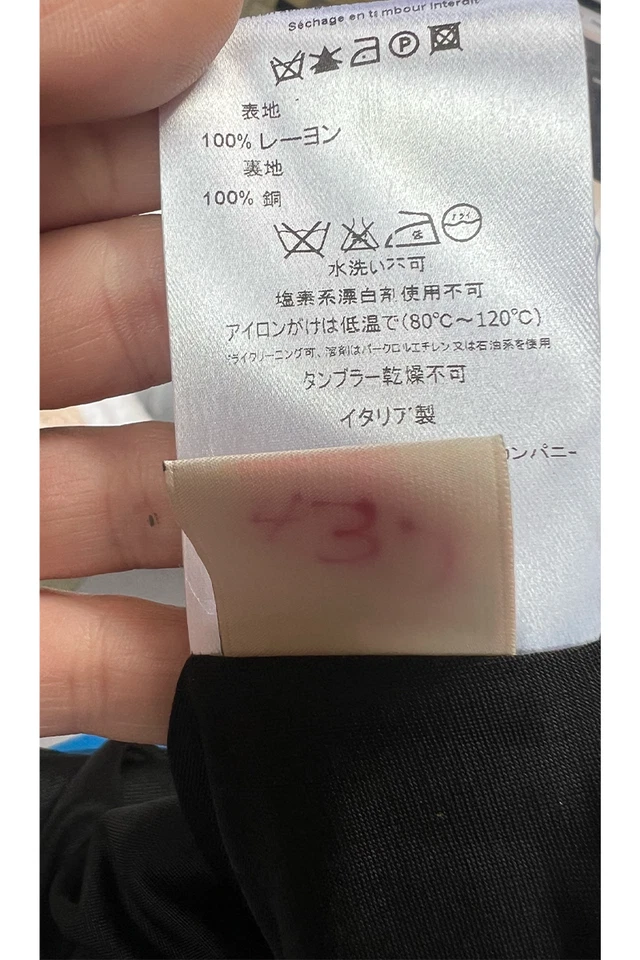 Séchage en tambour interdit
P
表地
100% レーヨン
裏地
100% 銅
ドライ
水洗い不可
塩素系漂白剤使用不可
アイロンがけは低温で(80℃～120℃)
ドライクリーニング可、溶剤はパークロルエチレン又は石油系を使用
タンブラー乾燥不可
イタリア製
カンパニー